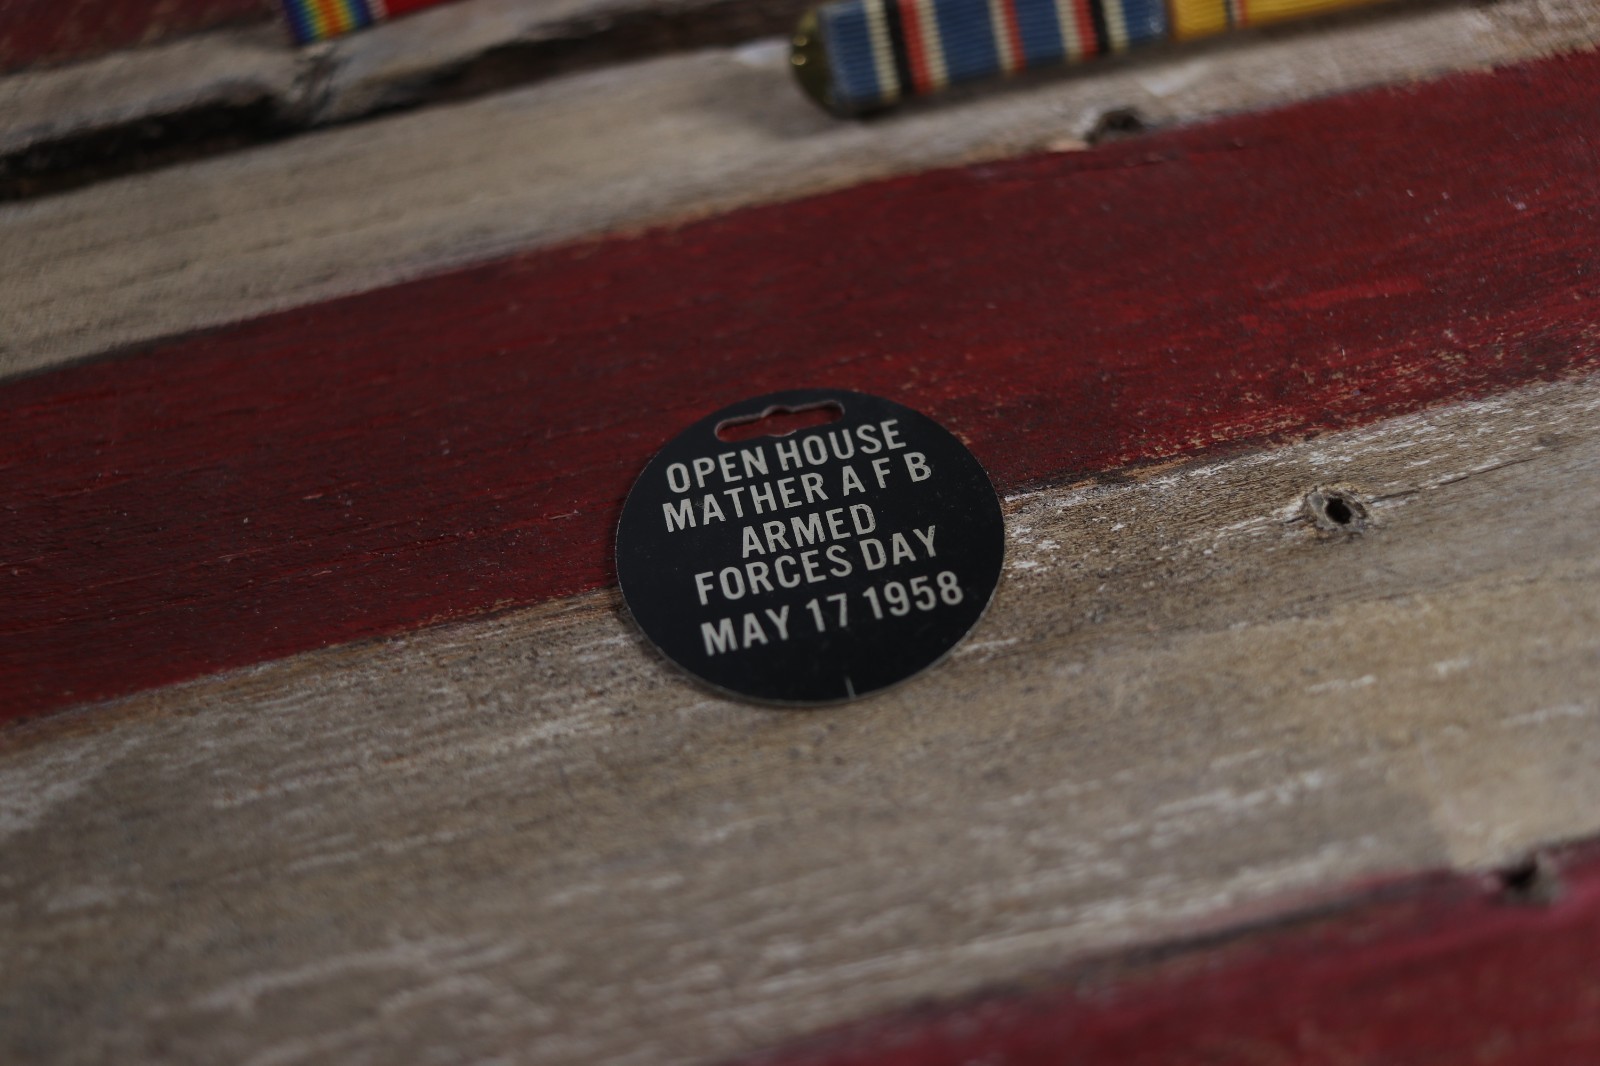 OPEN HOUSE
MATHER A F B
ARMED
FORCES DAY
MAY 17 1958